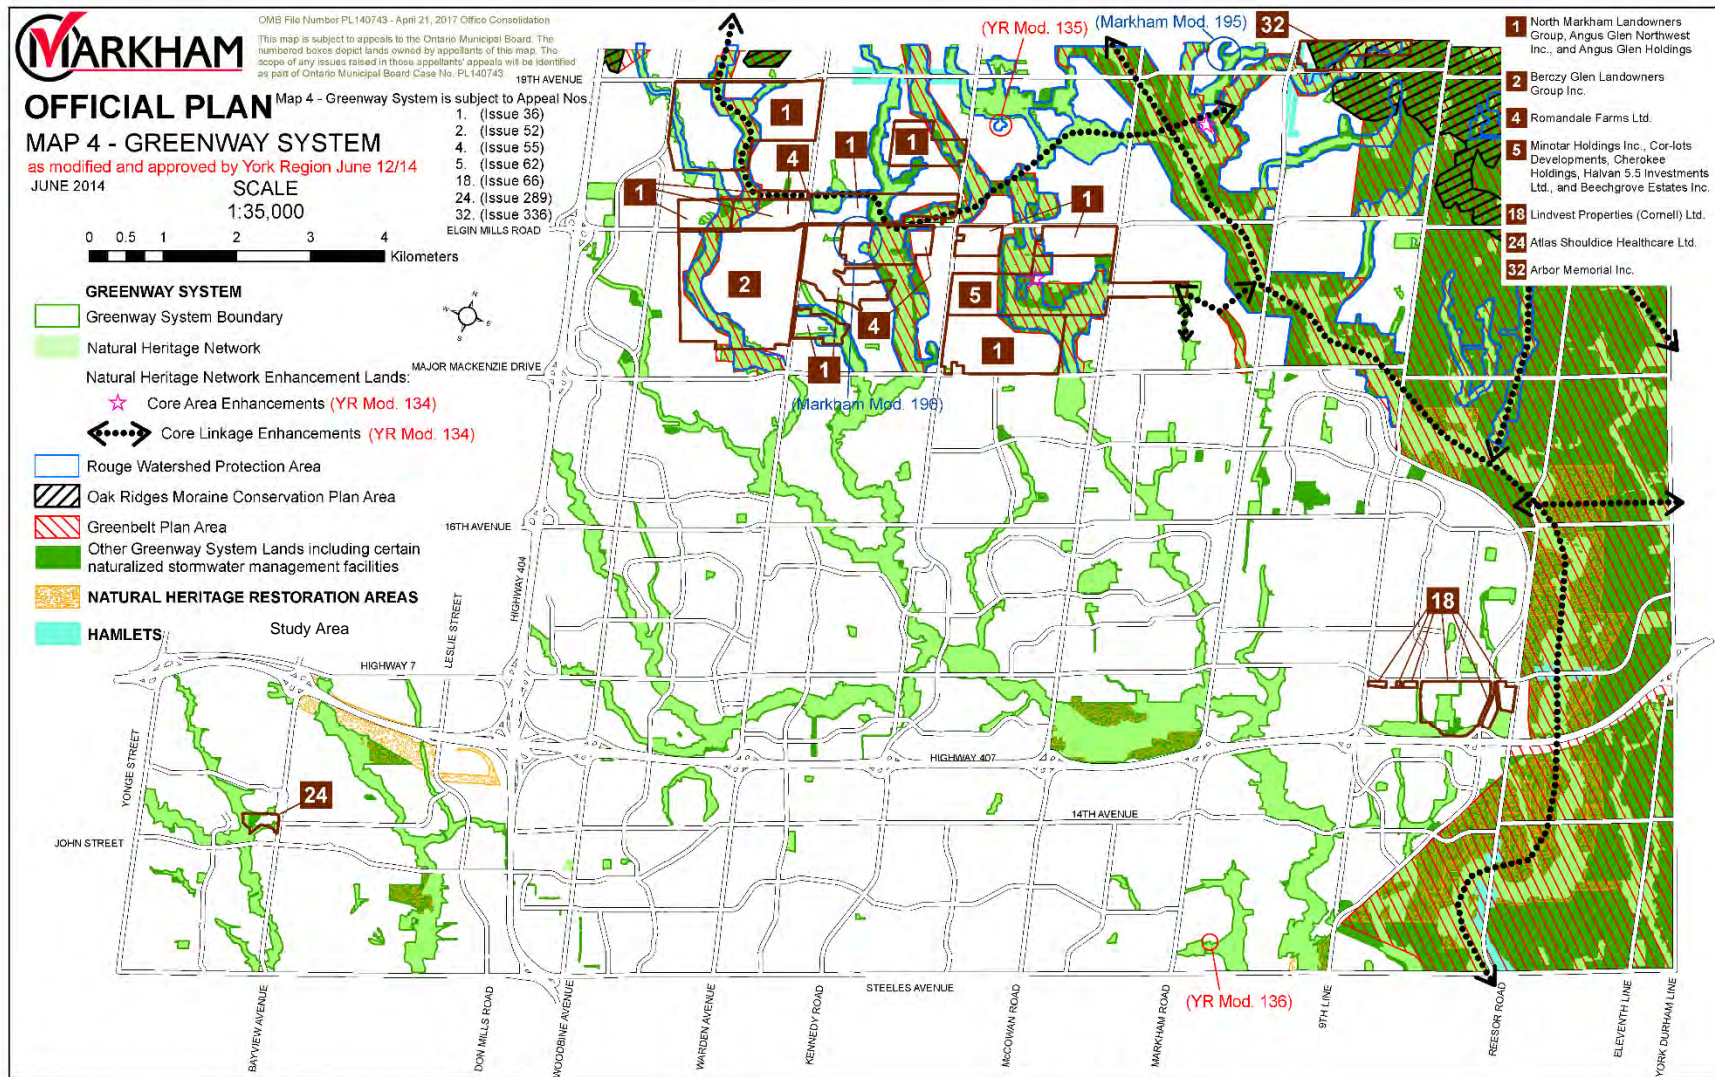 MARKHAM
OMB File Number PL140743 - April 21, 2017 Office Consolidation
This map is subject to appeals to the Ontario Municipal Board. The
numbered boxes depict lands owned by appellants of this map. The
scope of any issues raised in those appellants' appeals will be identified
as part of Ontario Municipal Board Case No. PL140743
OFFICIAL PLAN
MAP 4 - GREENWAY SYSTEM
as modified and approved by York Region June 12/14
JUNE 2014
SCALE
1:35,000
0 0.5 1 2 3 4
Kilometers
Map 4 - Greenway System is subject to Appeal Nos.
1. (Issue 36)
2. (Issue 52)
4. (Issue 55)
5. (Issue 62)
18. (Issue 66)
24. (Issue 289)
32. (Issue 336)
GREENWAY SYSTEM
Greenway System Boundary
Natural Heritage Network
Natural Heritage Network Enhancement Lands:
Core Area Enhancements (YR Mod. 134)
Core Linkage Enhancements (YR Mod. 134)
Rouge Watershed Protection Area
Oak Ridges Moraine Conservation Plan Area
Greenbelt Plan Area
Other Greenway System Lands including certain
naturalized stormwater management facilities
NATURAL HERITAGE RESTORATION AREAS
HAMLETS
Study Area
N
E
S
W
1 North Markham Landowners
Group, Angus Glen Northwest
Inc., and Angus Glen Holdings
2 Berczy Glen Landowners
Group Inc.
4 Romandale Farms Ltd.
5 Minotar Holdings Inc., Cor-lots
Developments, Cherokee
Holdings, Halvan 5.5 Investments
Ltd., and Beechgrove Estates Inc.
18 Lindvest Properties (Cornell) Ltd.
24 Atlas Shouldice Healthcare Ltd.
32 Arbor Memorial Inc.
(YR Mod. 135)
(Markham Mod. 195)
32
19TH AVENUE
1
1
1
4
1
1
ELGIN MILLS ROAD
2
5
4
1
1
MAJOR MACKENZIE DRIVE
(Markham Mod. 196)
16TH AVENUE
HIGHWAY 404
LESLIE STREET
18
HIGHWAY 7
YONGE STREET
HIGHWAY 407
24
14TH AVENUE
JOHN STREET
STEELES AVENUE
(YR Mod. 136)
BAYVIEW AVENUE
DON MILLS ROAD
WOODBINE AVENUE
WARDEN AVENUE
KENNEDY ROAD
McCOWAN ROAD
MARKHAM ROAD
9TH LINE
REESOR ROAD
ELEVENTH LINE
YORK DURHAM LINE